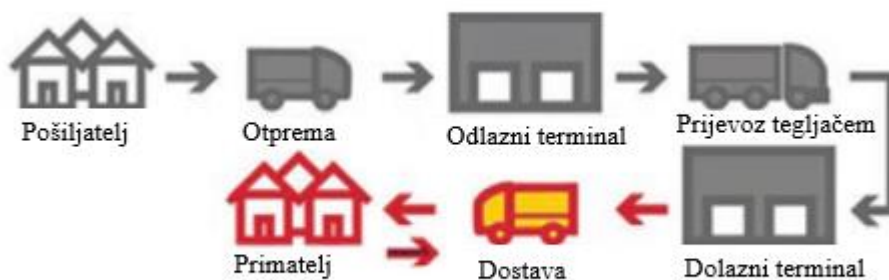 Pošiljatelj
Otprema
Odlazni terminal
Prijevoz tegljačem
Primatelj
Dostava
Dolazni terminal